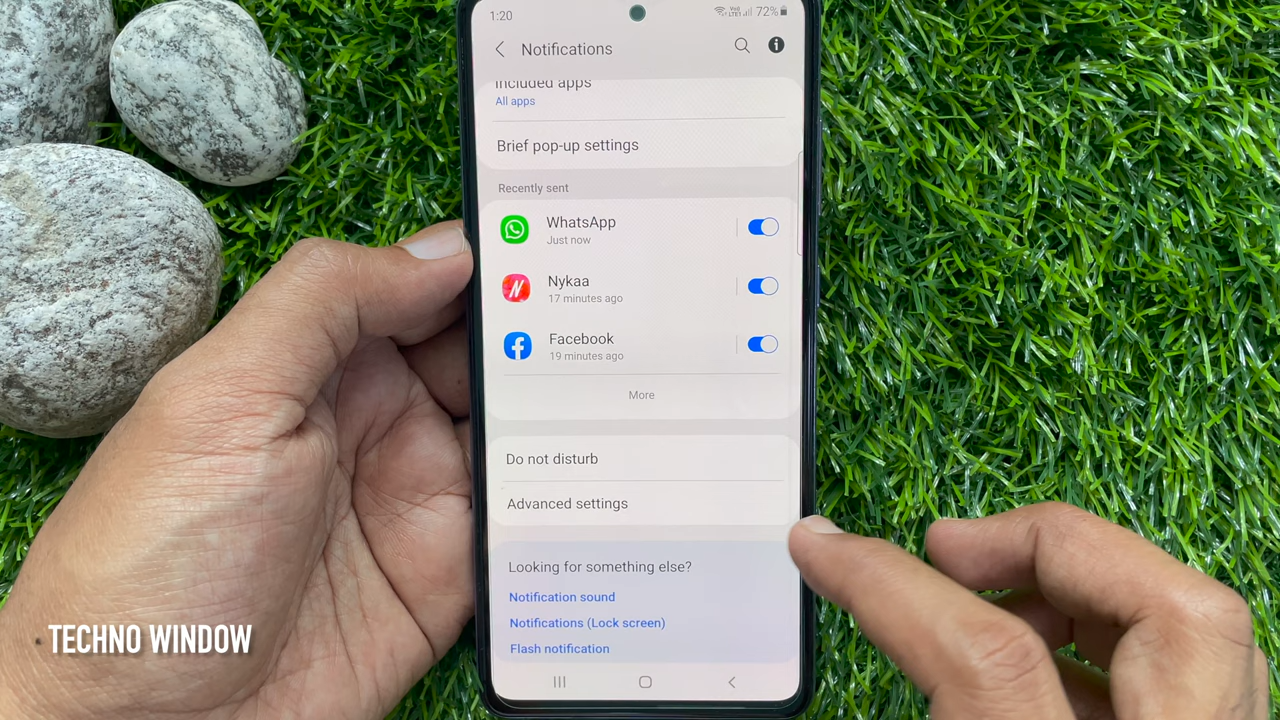 1:20
72%
Notifications
Included apps
All apps
Brief pop-up settings
Recently sent
WhatsApp
Just now
Nykaa
17 minutes ago
Facebook
19 minutes ago
More
Do not disturb
Advanced settings
Looking for something else?
Notification sound
Notifications (Lock screen)
Flash notification
TECHNO WINDOW